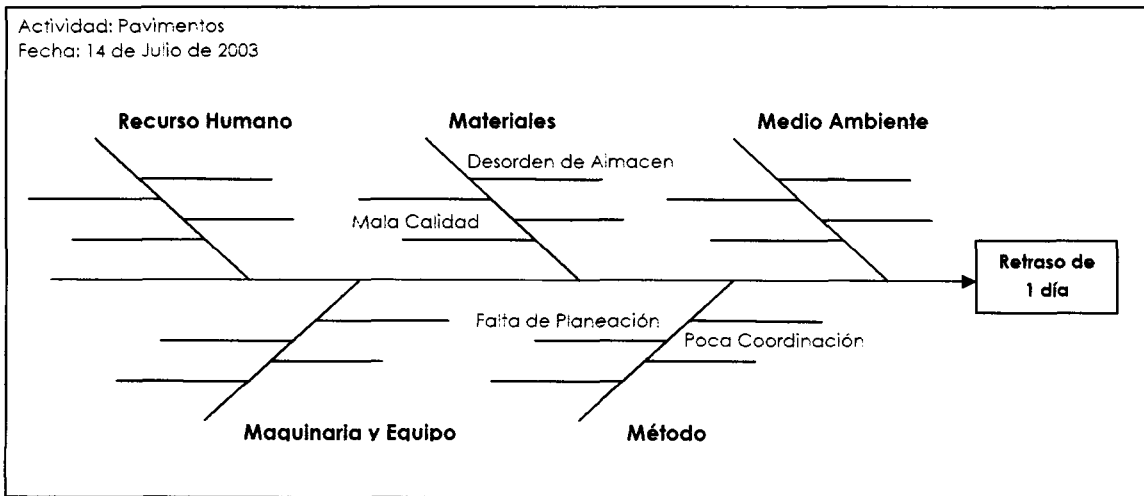 Actividad: Pavimentos
Fecha: 14 de Julio de 2003
Recurso Humano
Materiales
Medio Ambiente
Desorden de Almacen
Mala Calidad
Retraso de
1 día
Falta de Planeación
Poca Coordinación
Maquinaria y Equipo
Método